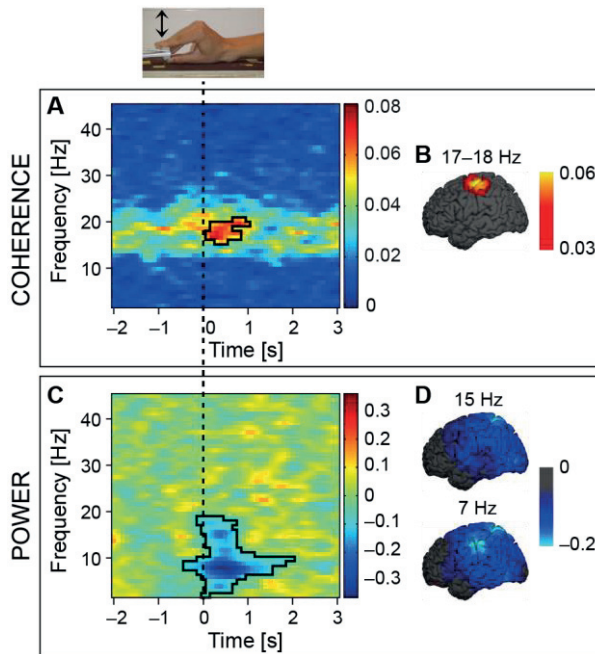 COHERENCE
A
Frequency [Hz]
40
30
20
10
–2 –1 0 1 2 3
Time [s]
0.08
0.06
0.04
0.02
0
B 17–18 Hz
0.06
0.03
POWER
C
Frequency [Hz]
40
30
20
10
–2 –1 0 1 2 3
Time [s]
0.3
0.2
0.1
0
–0.1
–0.2
–0.3
D 15 Hz
7 Hz
0
–0.2